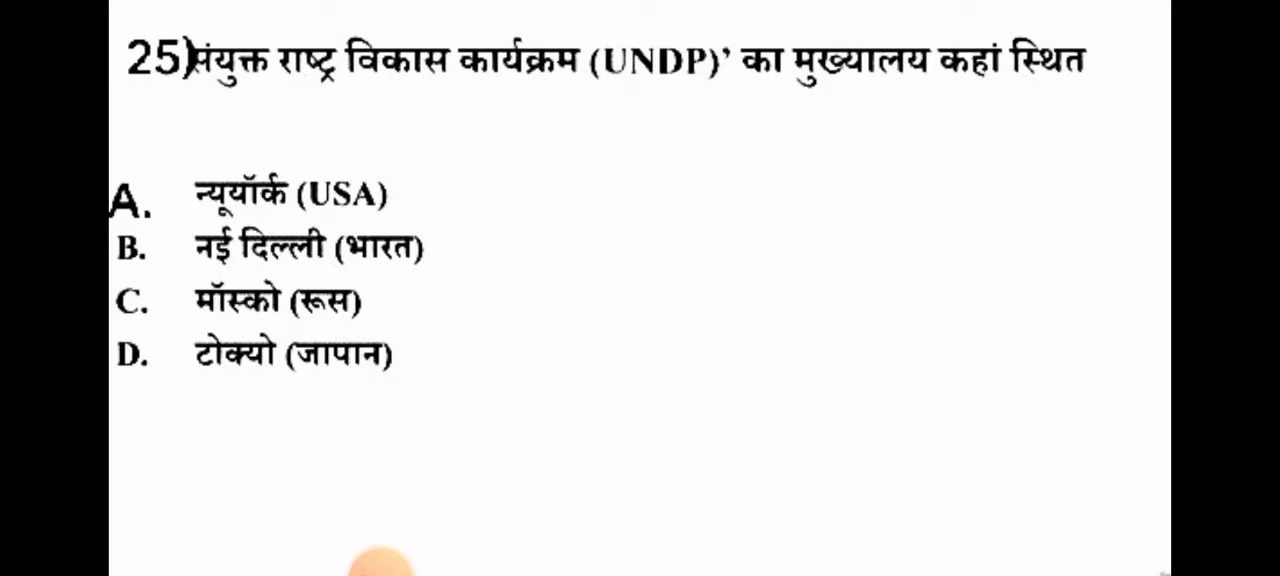 25)संयुक्त राष्ट्र विकास कार्यक्रम (UNDP)’ का मुख्यालय कहां स्थित
A. न्यूयॉर्क (USA)
B. नई दिल्ली (भारत)
C. मॉस्को (रूस)
D. टोक्यो (जापान)